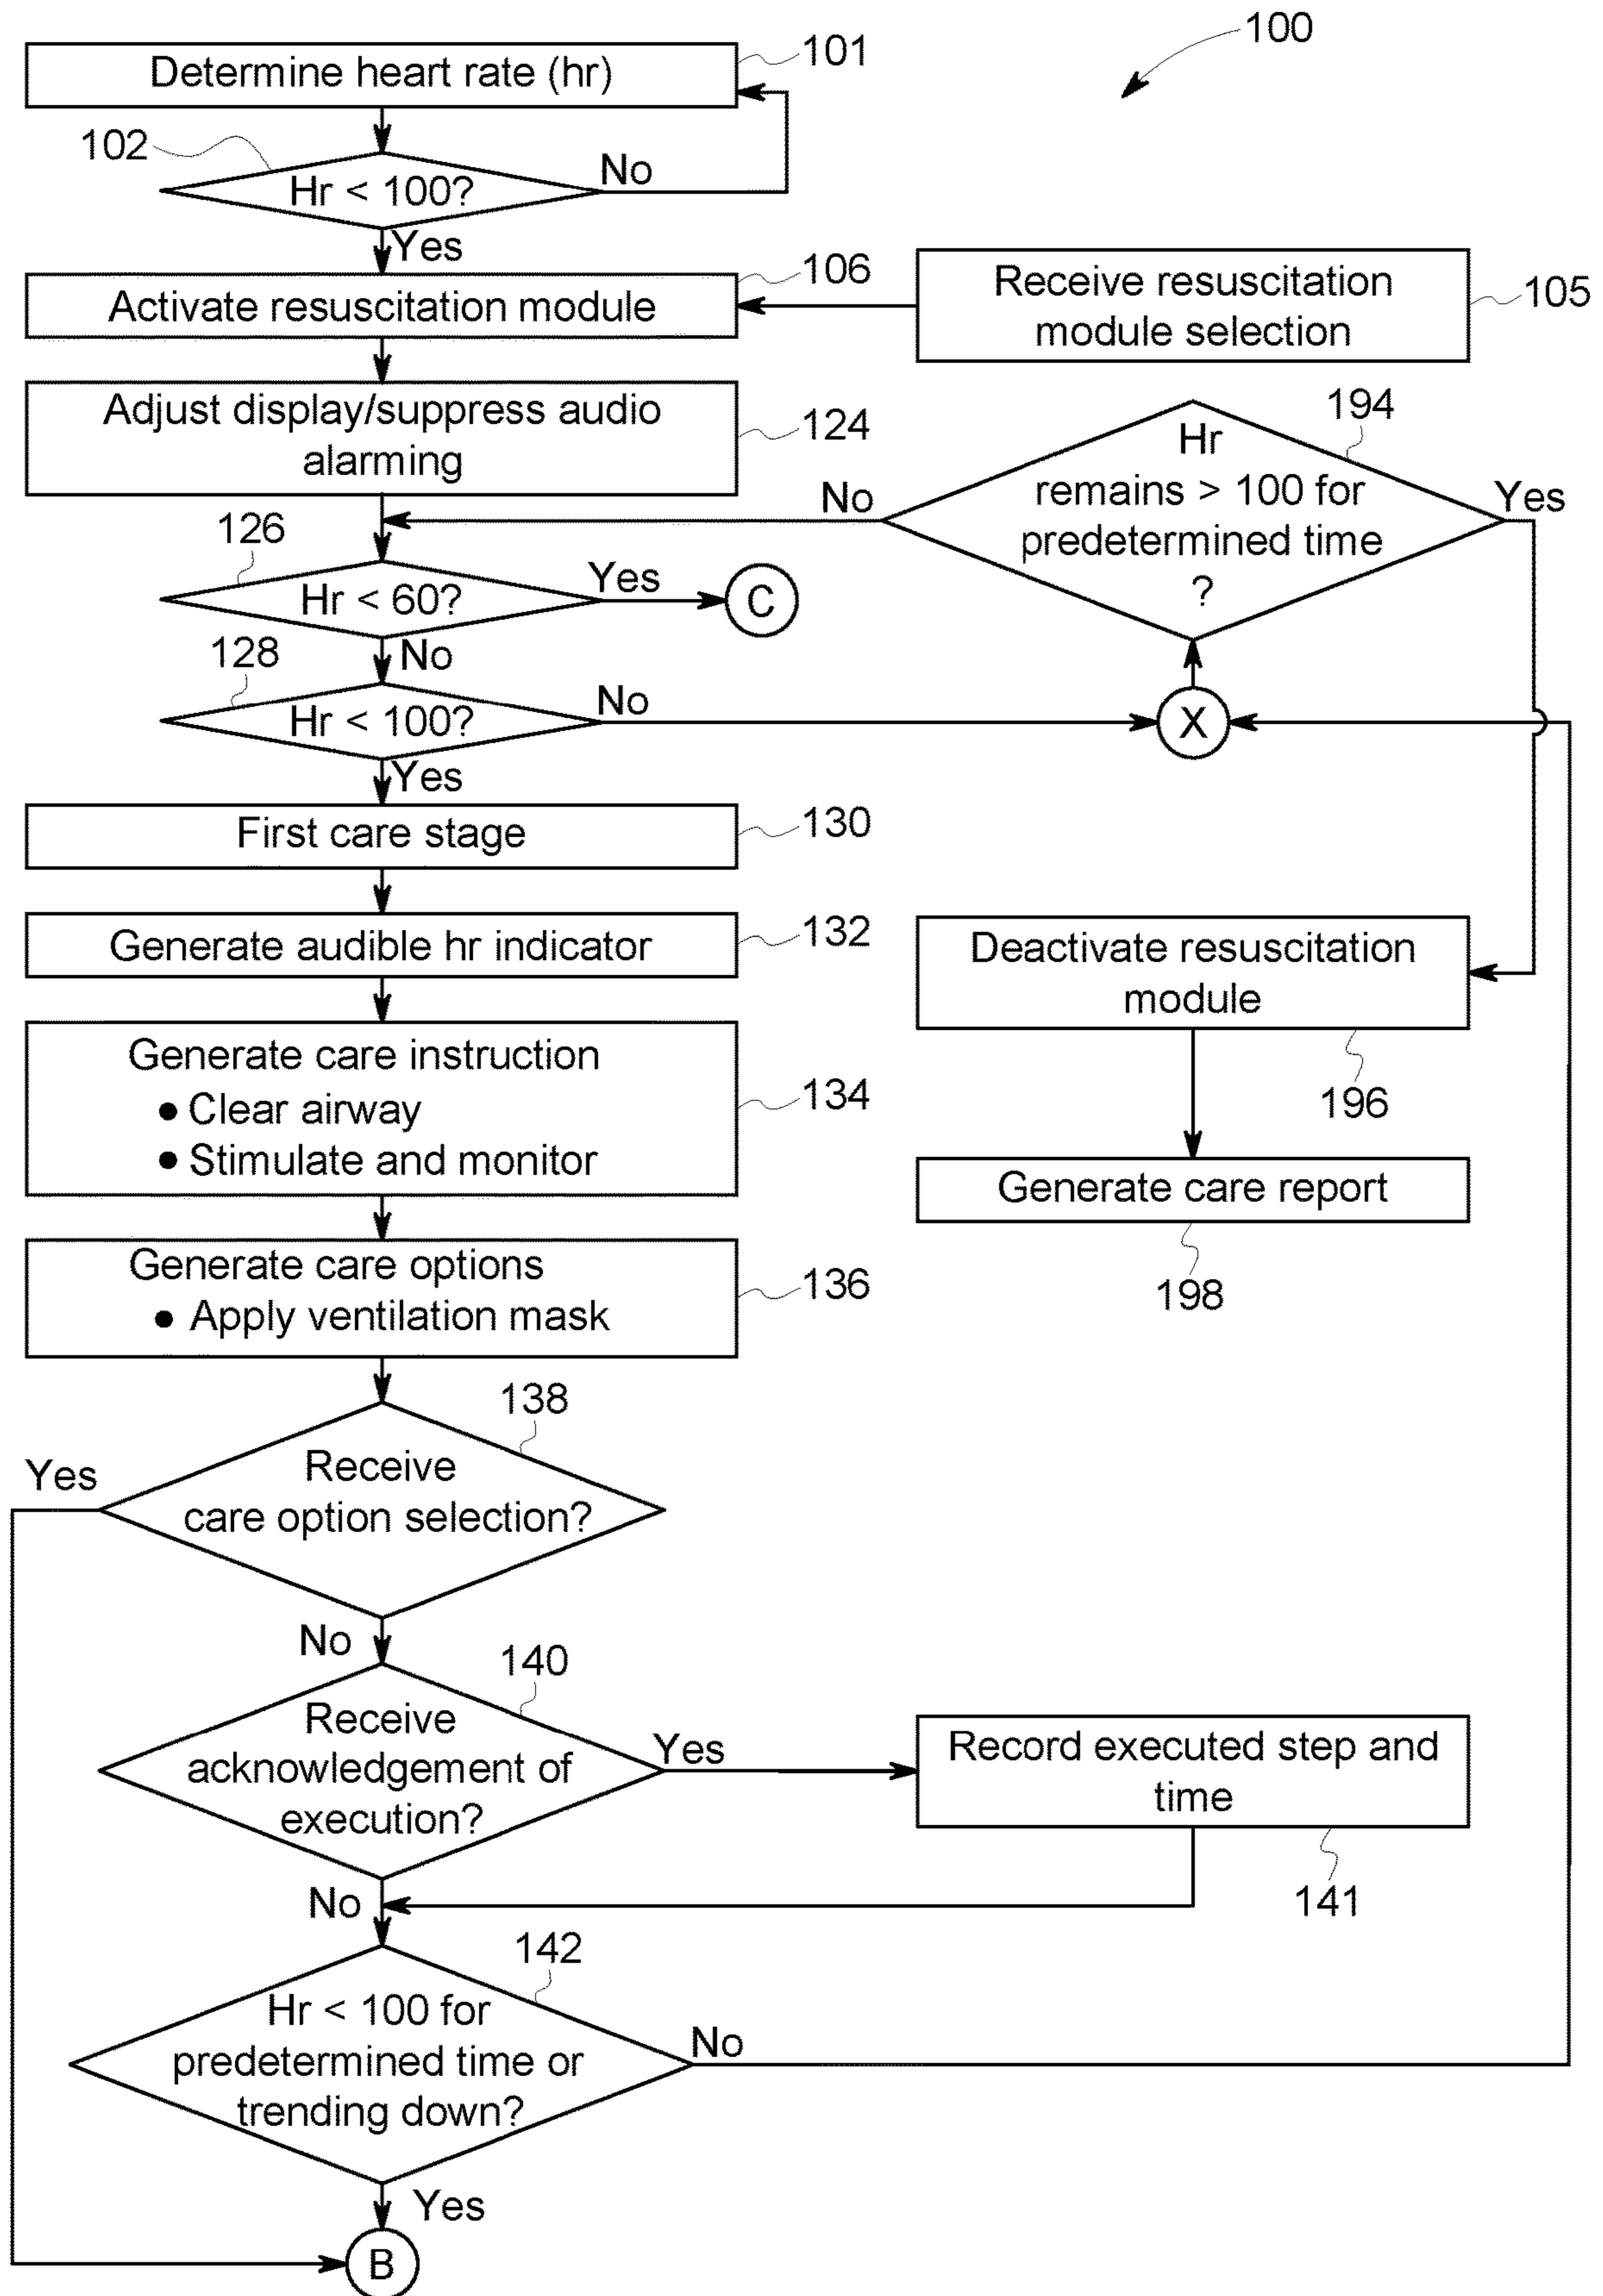 100
Determine heart rate (hr)
101
102
Hr < 100?
No
Yes
Activate resuscitation module
106
Receive resuscitation
module selection
105
Adjust display/suppress audio
alarming
124
194
Hr
remains > 100 for
predetermined time
?
No
Yes
126
Hr < 60?
Yes
C
No
128
Hr < 100?
No
X
Yes
First care stage
130
Generate audible hr indicator
132
Deactivate resuscitation
module
196
Generate care instruction
• Clear airway
• Stimulate and monitor
134
Generate care report
198
Generate care options
• Apply ventilation mask
136
138
Receive
care option selection?
Yes
No
140
Receive
acknowledgement of
execution?
Yes
Record executed step and
time
141
No
142
Hr < 100 for
predetermined time or
trending down?
No
Yes
B